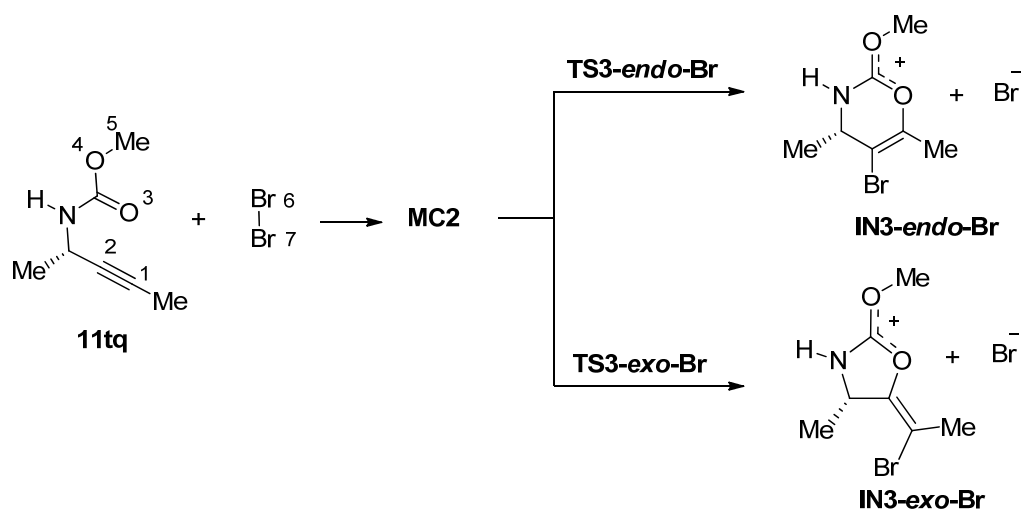 5
Me
4
O
H
N
3
O
Me
2
1
Me
11tq
+
Br 6
Br 7
MC2
TS3-endo-Br
TS3-exo-Br
Me
O
+
H
N
O
Me
Me
Br
+ Br −
IN3-endo-Br
Me
O
+
H
N
O
Me
Me
Br
+ Br −
IN3-exo-Br